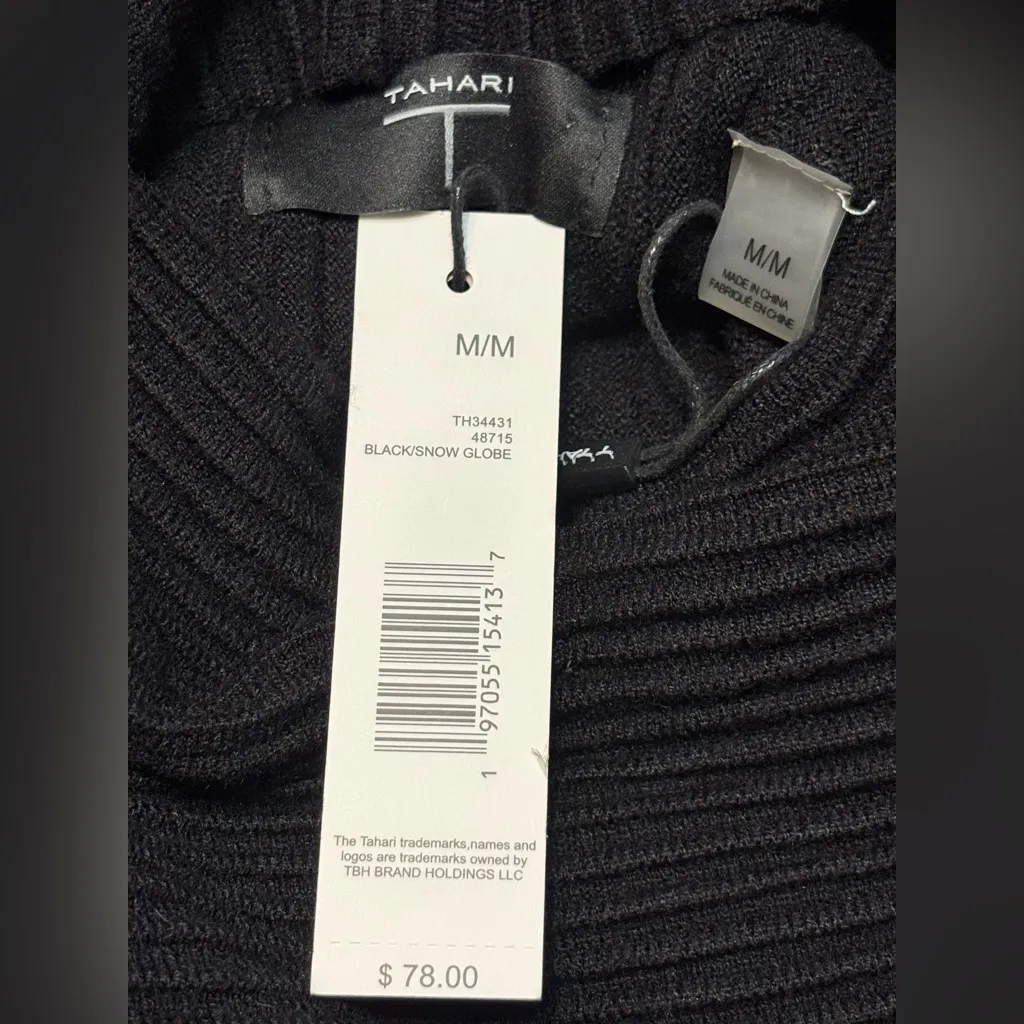 TAHARI
M/M
MADE IN CHINA
FABRIQUÉ EN CHINE
M/M
TH34431
48715
BLACK/SNOW GLOBE
1 97055 15413 7
The Tahari trademarks,names and
logos are trademarks owned by
TBH BRAND HOLDINGS LLC
$ 78.00